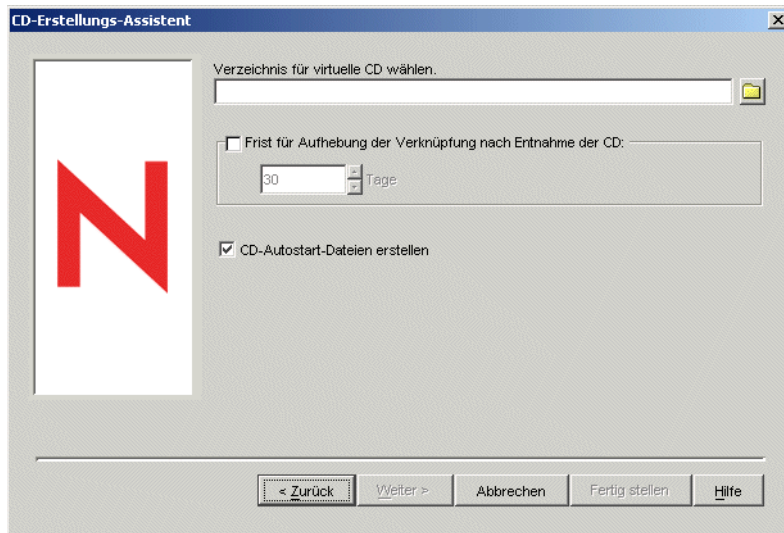 CD-Erstellungs-Assistent
Verzeichnis für virtuelle CD wählen.
Frist für Aufhebung der Verknüpfung nach Entnahme der CD:
30 Tage
CD-Autostart-Dateien erstellen
< Zurück Weiter > Abbrechen Fertig stellen Hilfe